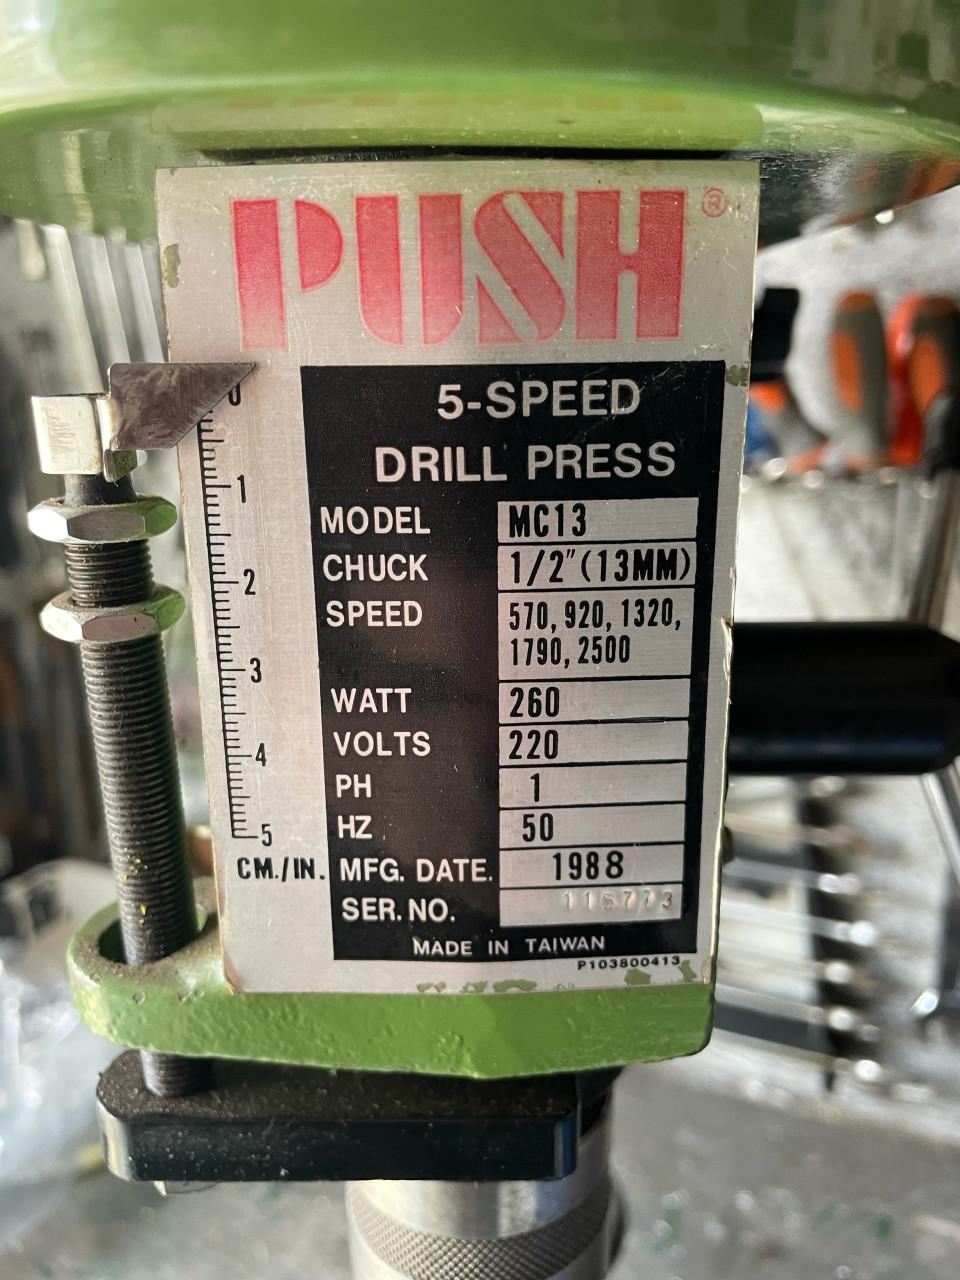 PUSH®
5-SPEED
DRILL PRESS
MODEL MC13
CHUCK 1/2"(13MM)
SPEED 570, 920, 1320,
1790, 2500
WATT 260
VOLTS 220
PH 1
HZ 50
MFG. DATE. 1988
SER. NO. 115773
MADE IN TAIWAN
P103800413
0
1
2
3
4
5
CM./IN.